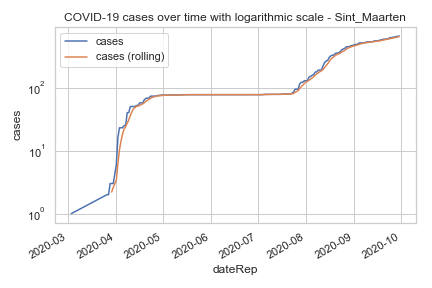 COVID-19 cases over time with logarithmic scale - Sint_Maarten
cases
cases (rolling)
10²
10¹
10⁰
cases
2020-03
2020-04
2020-05
2020-06
2020-07
2020-08
2020-09
2020-10
dateRep